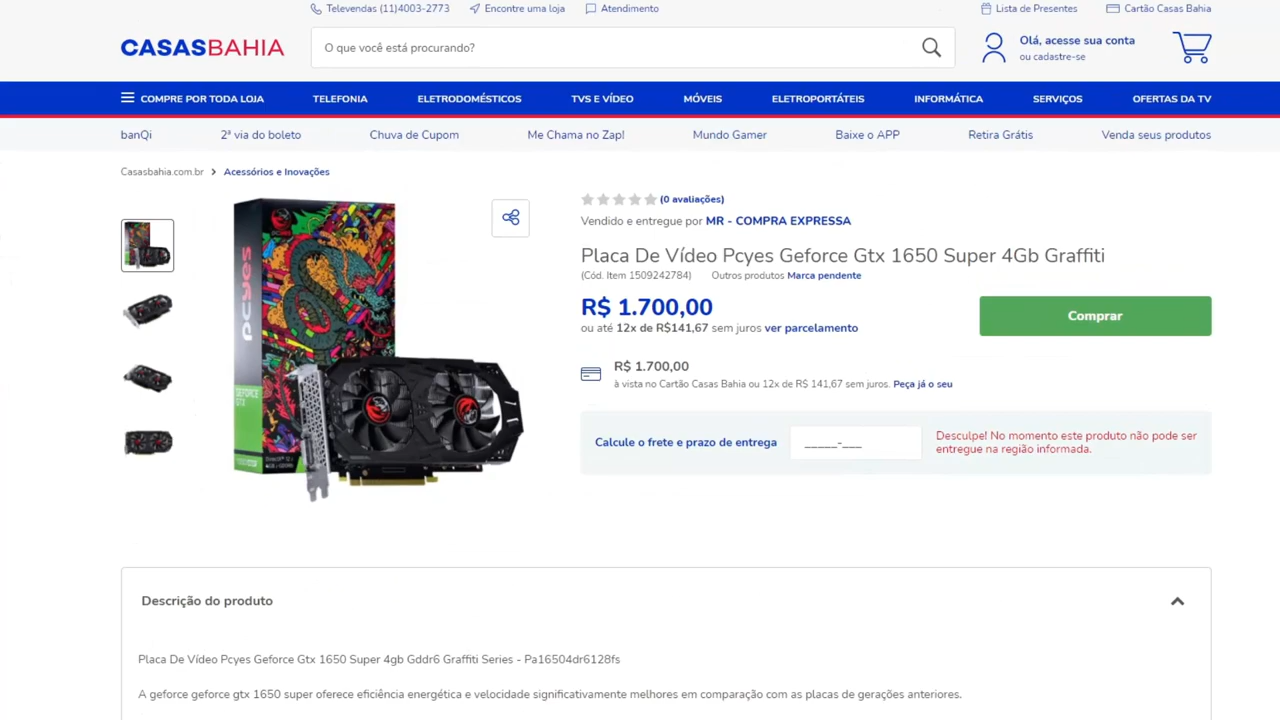 Televendas (11)4003-2773 Encontre uma loja Atendimento Lista de Presentes Cartão Casas Bahia
CASASBAHIA O que você está procurando? Olá, acesse sua conta
ou cadastre-se
COMPRE POR TODA LOJA TELEFONIA ELETRODOMÉSTICOS TVS E VÍDEO MÓVEIS ELETROPORTÁTEIS INFORMÁTICA SERVIÇOS OFERTAS DA TV
banQi 2ª via do boleto Chuva de Cupom Me Chama no Zap! Mundo Gamer Baixe o APP Retira Grátis Venda seus produtos
Casasbahia.com.br > Acessórios e Inovações
pcyes
GEFORCE
GTX
(0 avaliações)
Vendido e entregue por MR - COMPRA EXPRESSA
Placa De Vídeo Pcyes Geforce Gtx 1650 Super 4Gb Graffiti
(Cód. Item 1509242784) Outros produtos Marca pendente
R$ 1.700,00
ou até 12x de R$141,67 sem juros ver parcelamento
Comprar
R$ 1.700,00
à vista no Cartão Casas Bahia ou 12x de R$ 141,67 sem juros. Peça já o seu
Calcule o frete e prazo de entrega _____-___
Desculpe! No momento este produto não pode ser
entregue na região informada.
Descrição do produto
Placa De Vídeo Pcyes Geforce Gtx 1650 Super 4gb Gddr6 Graffiti Series - Pa16504dr6128fs
A geforce geforce gtx 1650 super oferece eficiência energética e velocidade significativamente melhores em comparação com as placas de gerações anteriores.